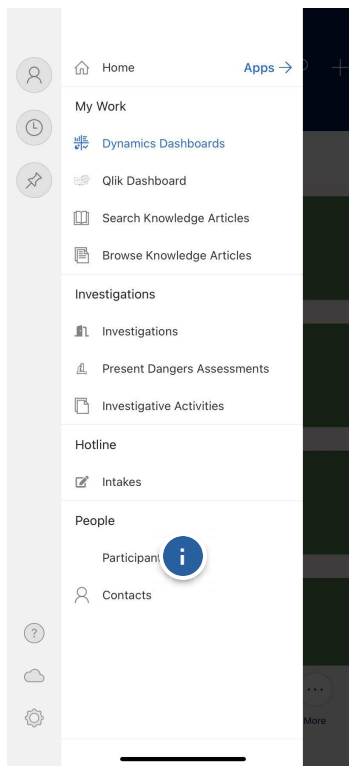 Home
Apps →
My Work
Dynamics Dashboards
Qlik Dashboard
Search Knowledge Articles
Browse Knowledge Articles
Investigations
Investigations
Present Dangers Assessments
Investigative Activities
Hotline
Intakes
People
Participant
i
Contacts
?
More